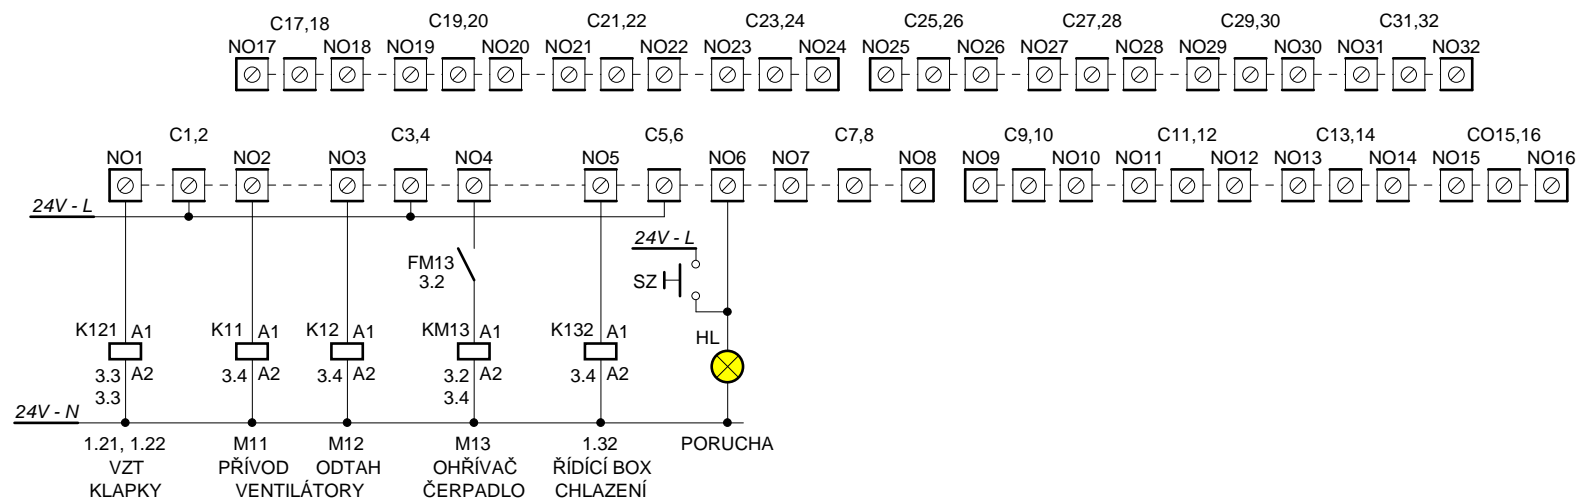 C17,18 C19,20 C21,22 C23,24 C25,26 C27,28 C29,30 C31,32
NO17 NO18 NO19 NO20 NO21 NO22 NO23 NO24 NO25 NO26 NO27 NO28 NO29 NO30 NO31 NO32
C1,2 C3,4 C5,6 C7,8 C9,10 C11,12 C13,14 CO15,16
NO1 NO2 NO3 NO4 NO5 NO6 NO7 NO8 NO9 NO10 NO11 NO12 NO13 NO14 NO15 NO16
24V - L
24V - L
FM13
3.2
SZ
K121 A1 K11 A1 K12 A1 KM13 A1 K132 A1 HL
3.3 A2 3.4 A2 3.4 A2 3.2 A2 3.4 A2
3.3 3.4
24V - N
1.21, 1.22 M11 M12 M13 1.32 PORUCHA
VZT PŘÍVOD ODTAH OHŘÍVAČ ŘÍDÍCÍ BOX
KLAPKY VENTILÁTORY ČERPADLO CHLAZENÍ